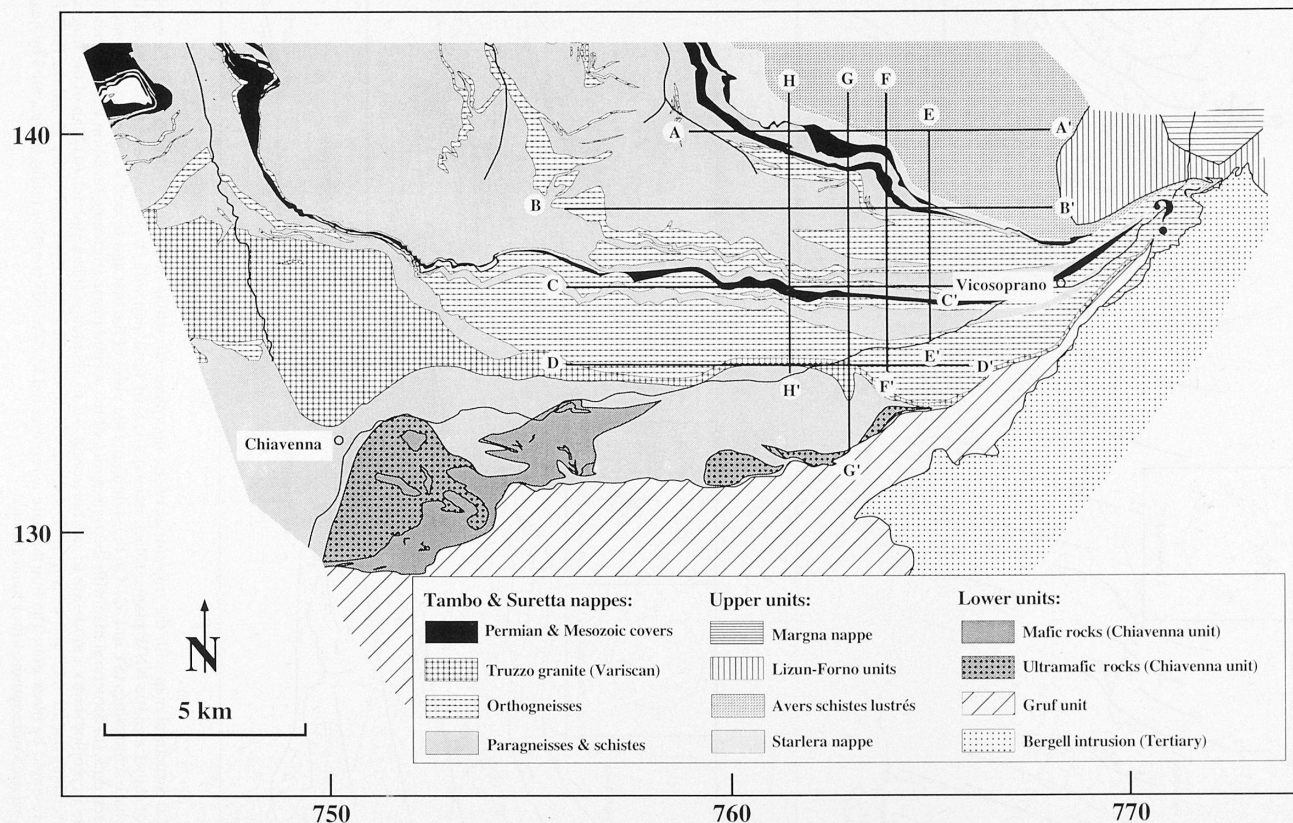 H
G
F
E
140
A
A'
B
B'
?
C
Vicosoprano
C'
E'
D
D'
H'
F'
Chiavenna
G'
130
N
5 km
Tambo & Suretta nappes:
Permian & Mesozoic covers
Truzzo granite (Variscan)
Orthogneisses
Paragneisses & schistes
Upper units:
Margna nappe
Lizun-Forno units
Avers schistes lustrés
Starlera nappe
Lower units:
Mafic rocks (Chiavenna unit)
Ultramafic rocks (Chiavenna unit)
Gruf unit
Bergell intrusion (Tertiary)
750
760
770